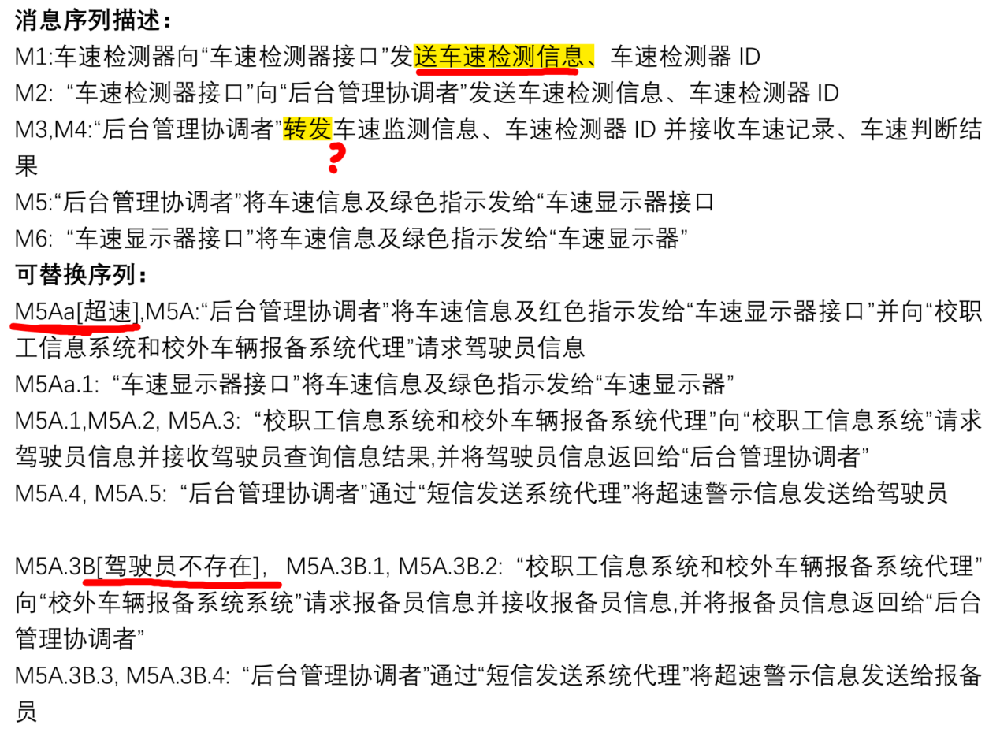 消息序列描述：
M1:车速检测器向“车速检测器接口”发送车速检测信息、车速检测器 ID
M2: “车速检测器接口”向“后台管理协调者”发送车速检测信息、车速检测器 ID
M3,M4:“后台管理协调者”转发车速监测信息、车速检测器 ID 并接收车速记录、车速判断结
果
?
M5:“后台管理协调者”将车速信息及绿色指示发给“车速显示器接口
M6: “车速显示器接口”将车速信息及绿色指示发给“车速显示器”
可替换序列：
M5Aa[超速],M5A:“后台管理协调者”将车速信息及红色指示发给“车速显示器接口”并向“校职
工信息系统和校外车辆报备系统代理”请求驾驶员信息
M5Aa.1: “车速显示器接口”将车速信息及绿色指示发给“车速显示器”
M5A.1,M5A.2, M5A.3: “校职工信息系统和校外车辆报备系统代理”向“校职工信息系统”请求
驾驶员信息并接收驾驶员查询信息结果,并将驾驶员信息返回给“后台管理协调者”
M5A.4, M5A.5: “后台管理协调者”通过“短信发送系统代理”将超速警示信息发送给驾驶员
M5A.3B[驾驶员不存在], M5A.3B.1, M5A.3B.2: “校职工信息系统和校外车辆报备系统代理”
向“校外车辆报备系统系统”请求报备员信息并接收报备员信息,并将报备员信息返回给“后台
管理协调者”
M5A.3B.3, M5A.3B.4: “后台管理协调者”通过“短信发送系统代理”将超速警示信息发送给报备
员